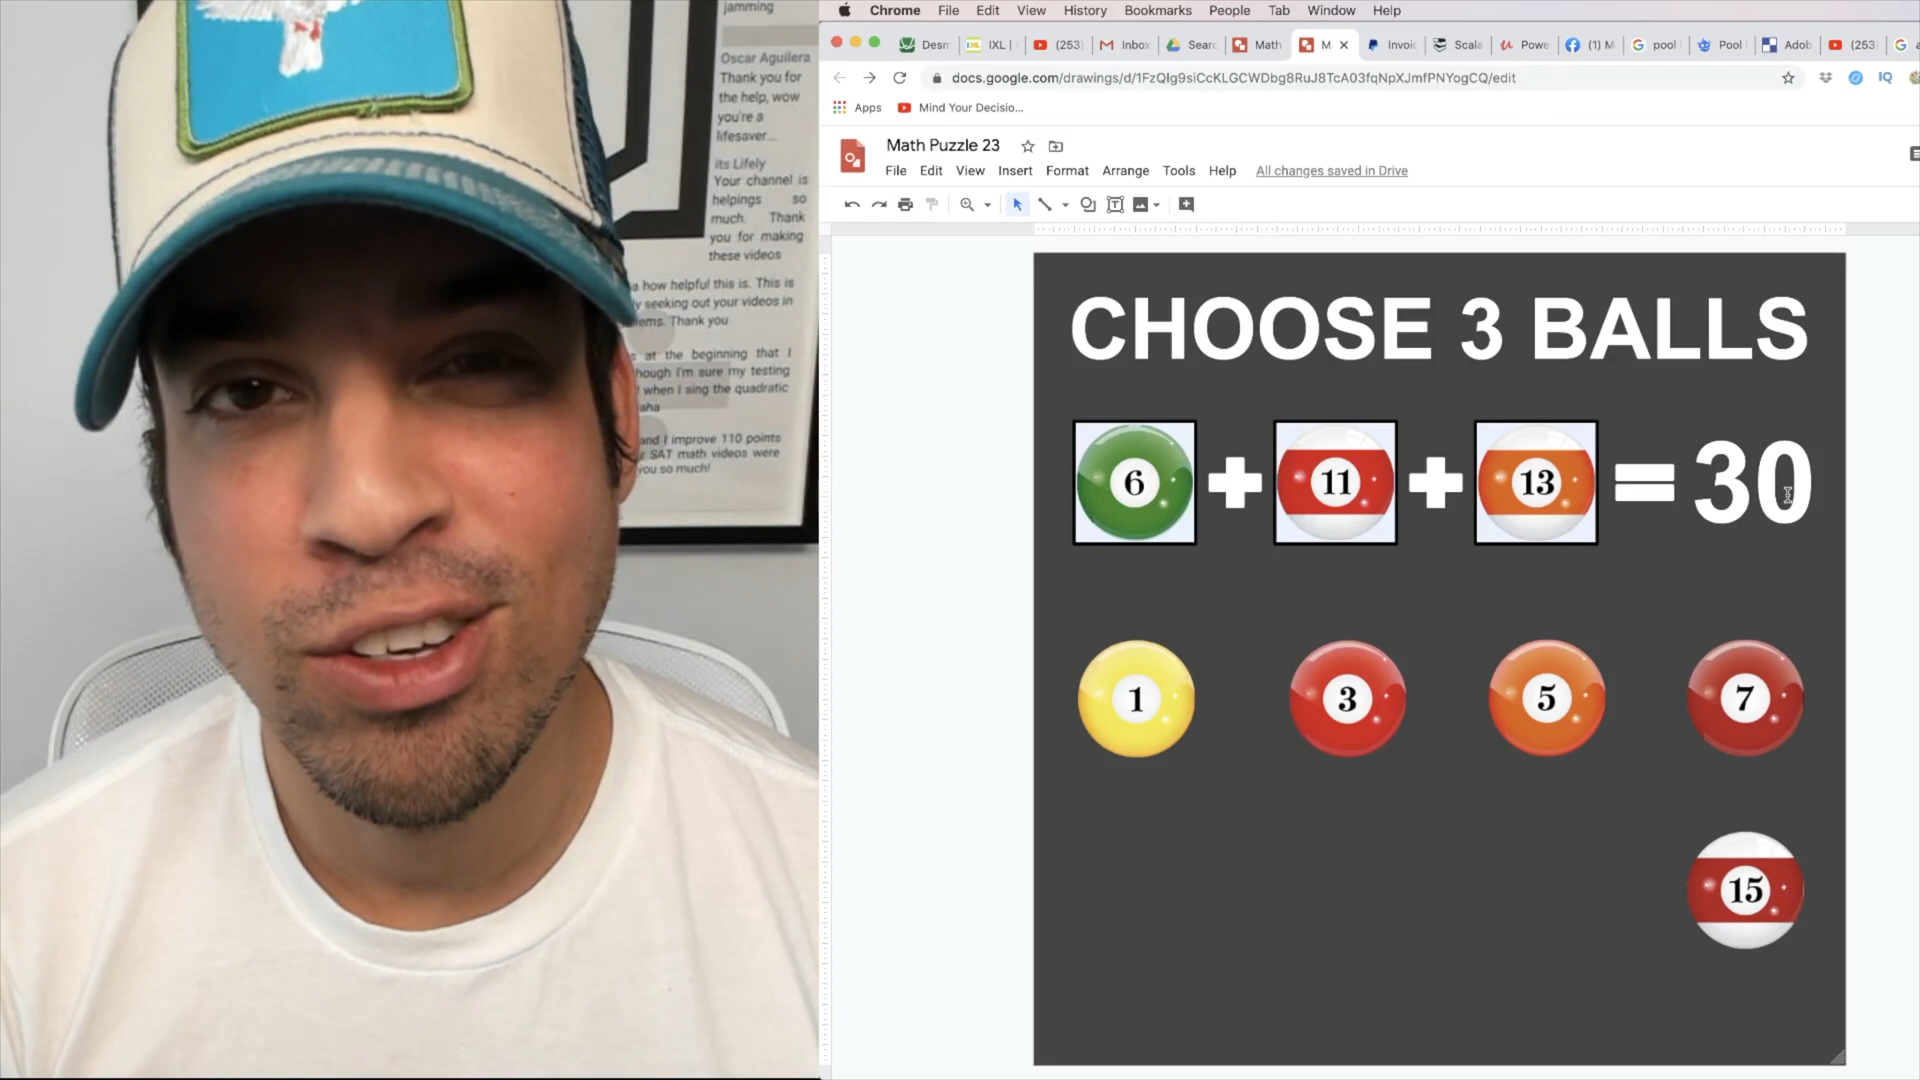 jamming
Oscar Aguilera
Thank you for
the help, wow
you're a
lifesaver...
its Lifely
Your channel is
helpings so
much. Thank
you for making
these videos
a how helpful this is. This is
ly seeking out your videos in
ems. Thank you
s at the beginning that I
hough I'm sure my testing
when I sing the quadratic
aha
and I improve 110 points
SAT math videos were
you so much!
Chrome File Edit View History Bookmarks People Tab Window Help
Desm IXL | (253) Inbox Searc Math M Invoic Scala Powe (1) M pool Pool Adob (253)
docs.google.com/drawings/d/1FzQlg9siCcKLGCWDbg8RuJ8TcA03fqNpXJmfPNYogCQ/edit
IQ
Apps Mind Your Decisio...
Math Puzzle 23
File Edit View Insert Format Arrange Tools Help All changes saved in Drive
CHOOSE 3 BALLS
6 + 11 + 13 = 30
1 3 5 7
15